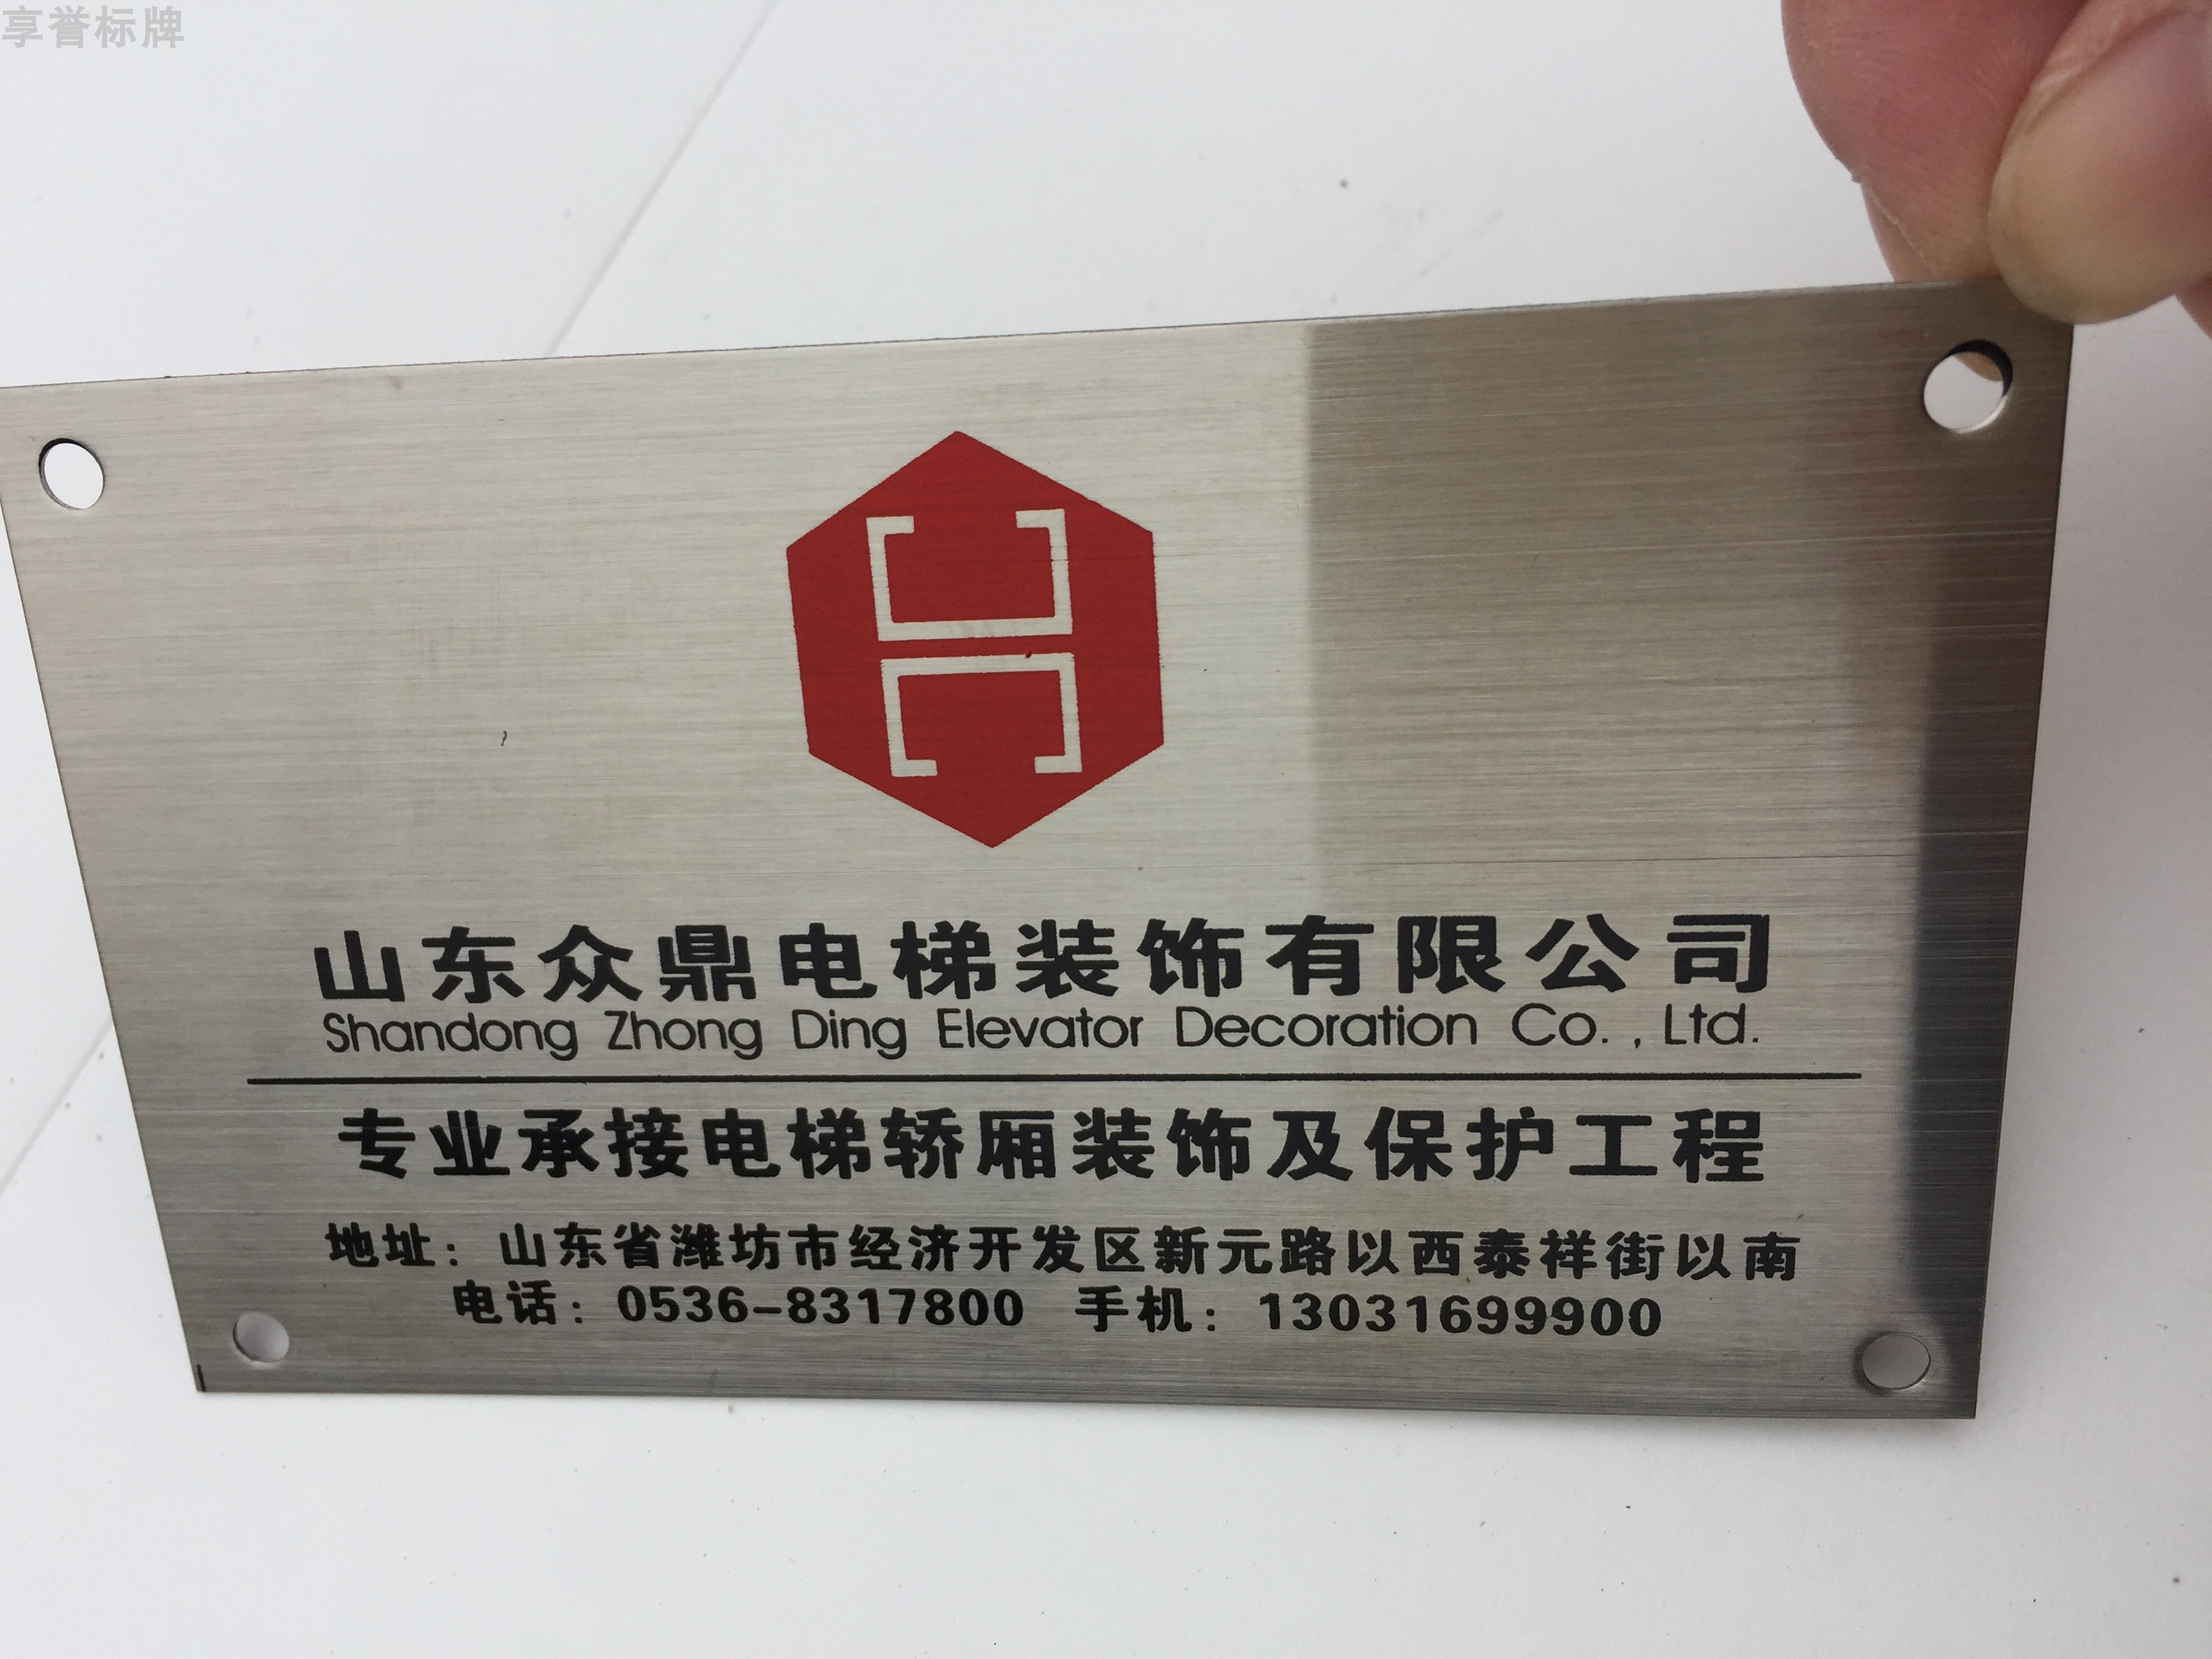 享誉标牌
山东众鼎电梯装饰有限公司
Shandong Zhong Ding Elevator Decoration Co. , Ltd.
专业承接电梯轿厢装饰及保护工程
地址：山东省潍坊市经济开发区新元路以西泰祥街以南
电话：0536-8317800 手机：13031699900